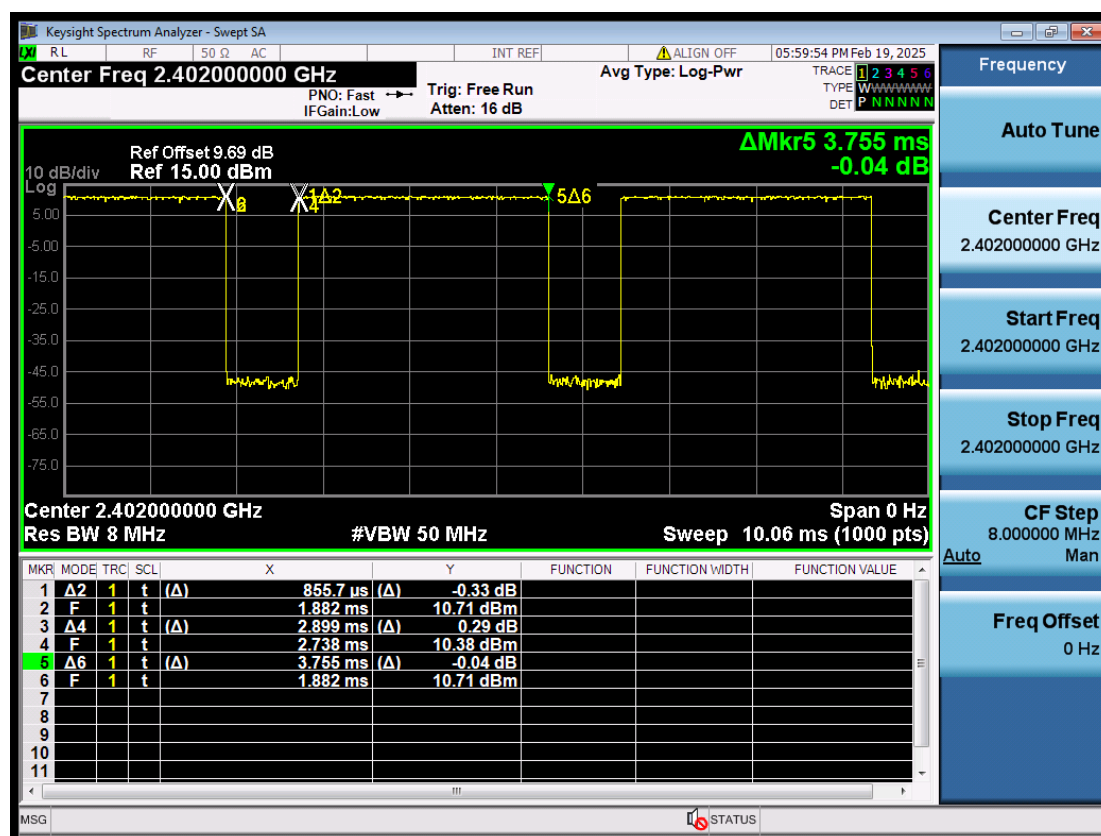 Keysight Spectrum Analyzer - Swept SA
LXI RL RF 50 Ω AC INT REF ALIGN OFF 05:59:54 PM Feb 19, 2025
Center Freq 2.402000000 GHz
PNO: Fast
IFGain:Low
Trig: Free Run
Atten: 16 dB
Avg Type: Log-Pwr
TRACE 1 2 3 4 5 6
TYPE WWWWWW
DET P N N N N N
ΔMkr5 3.755 ms
-0.04 dB
Ref Offset 9.69 dB
Ref 15.00 dBm
10 dB/div
Log
5.00
-5.00
-15.0
-25.0
-35.0
-45.0
-55.0
-65.0
-75.0
1Δ2
4
5Δ6
Center 2.402000000 GHz Span 0 Hz
Res BW 8 MHz #VBW 50 MHz Sweep 10.06 ms (1000 pts)
MKR MODE TRC SCL X Y FUNCTION FUNCTION WIDTH FUNCTION VALUE
1 Δ2 1 t (Δ) 855.7 µs (Δ) -0.33 dB
2 F 1 t 1.882 ms 10.71 dBm
3 Δ4 1 t (Δ) 2.899 ms (Δ) 0.29 dB
4 F 1 t 2.738 ms 10.38 dBm
5 Δ6 1 t (Δ) 3.755 ms (Δ) -0.04 dB
6 F 1 t 1.882 ms 10.71 dBm
7
8
9
10
11
MSG STATUS
Frequency
Auto Tune
Center Freq
2.402000000 GHz
Start Freq
2.402000000 GHz
Stop Freq
2.402000000 GHz
CF Step
8.000000 MHz
Auto Man
Freq Offset
0 Hz